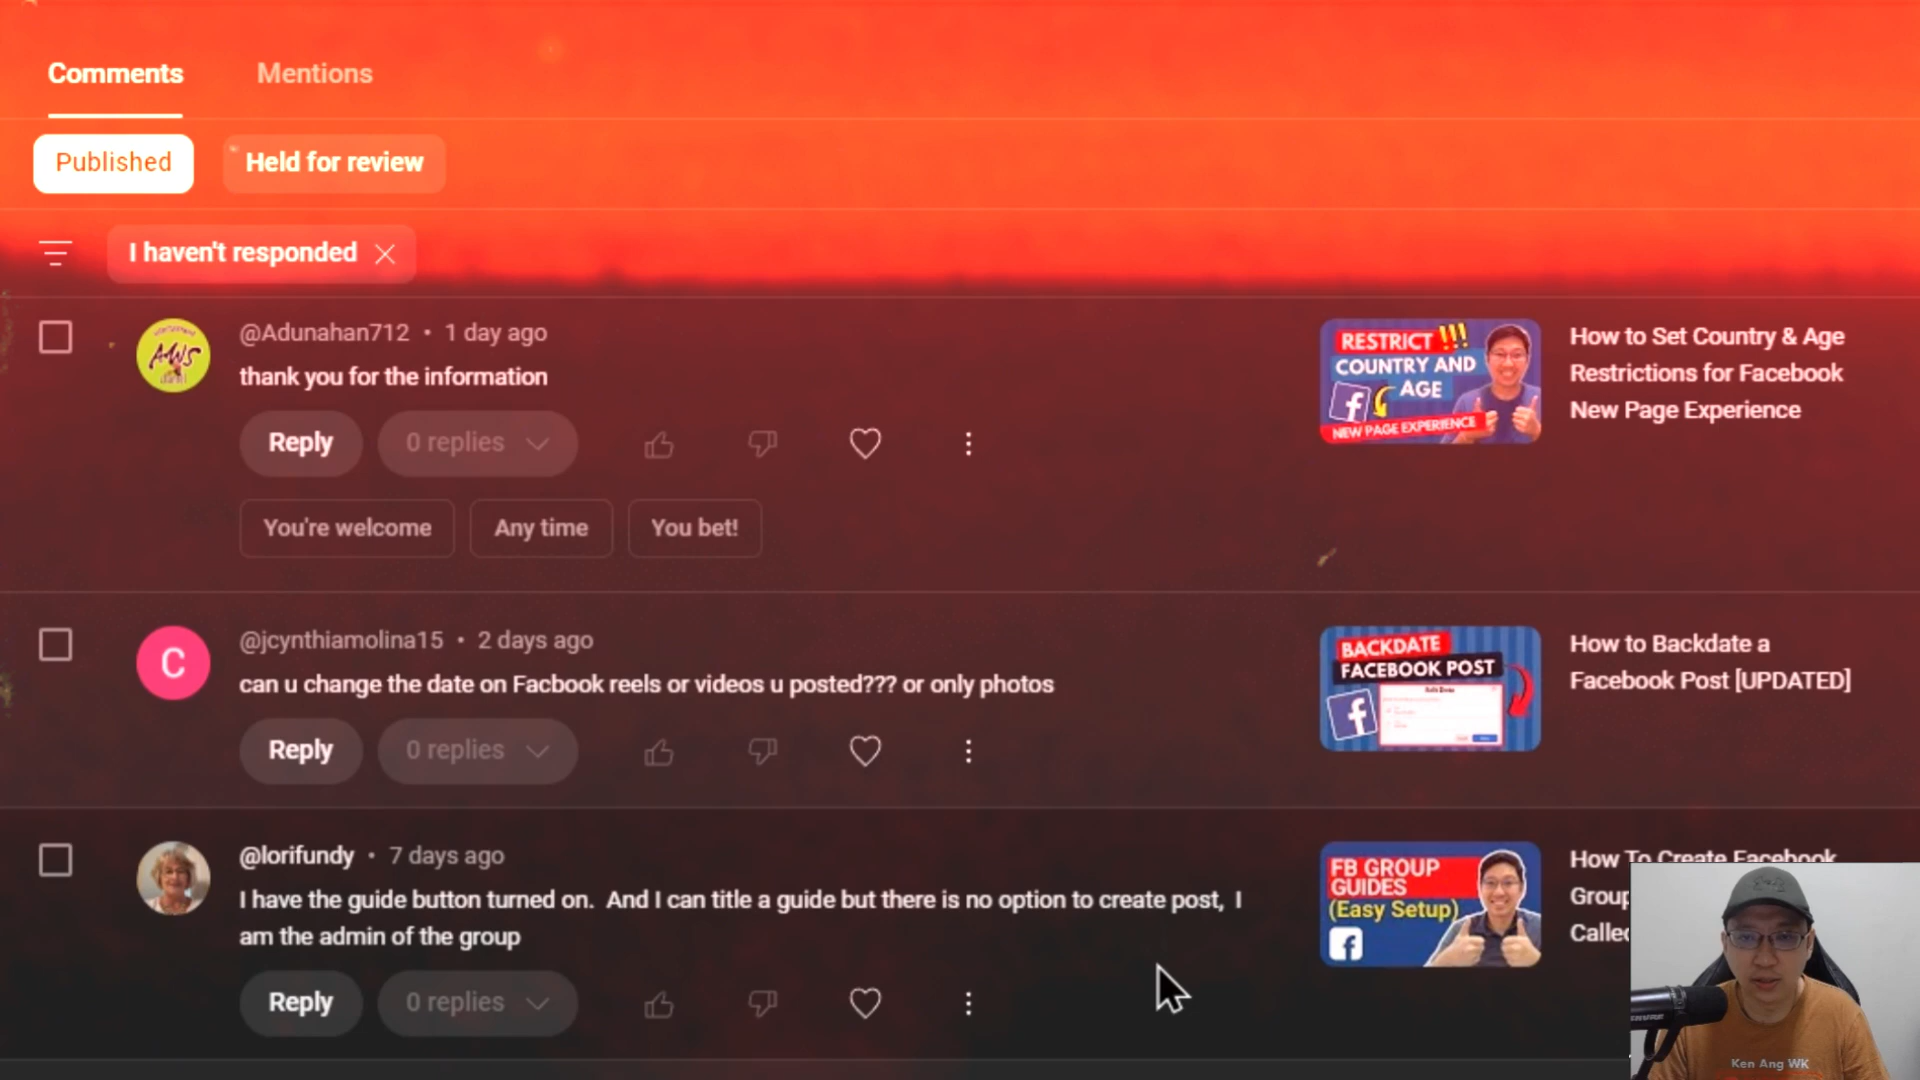 Comments
Mentions
Published
Held for review
I haven't responded
@Adunahan712 • 1 day ago
thank you for the information
Reply
0 replies
You're welcome
Any time
You bet!
AWS
RESTRICT !!!
COUNTRY AND
AGE
NEW PAGE EXPERIENCE
How to Set Country & Age
Restrictions for Facebook
New Page Experience
C
@jcynthiamolina15 • 2 days ago
can u change the date on Facbook reels or videos u posted??? or only photos
Reply
0 replies
BACKDATE
FACEBOOK POST
How to Backdate a
Facebook Post [UPDATED]
@lorifundy • 7 days ago
I have the guide button turned on.  And I can title a guide but there is no option to create post, I
am the admin of the group
Reply
0 replies
FB GROUP
GUIDES
(Easy Setup)
How To Create Facebook
Group
Called
Ken Ang WK